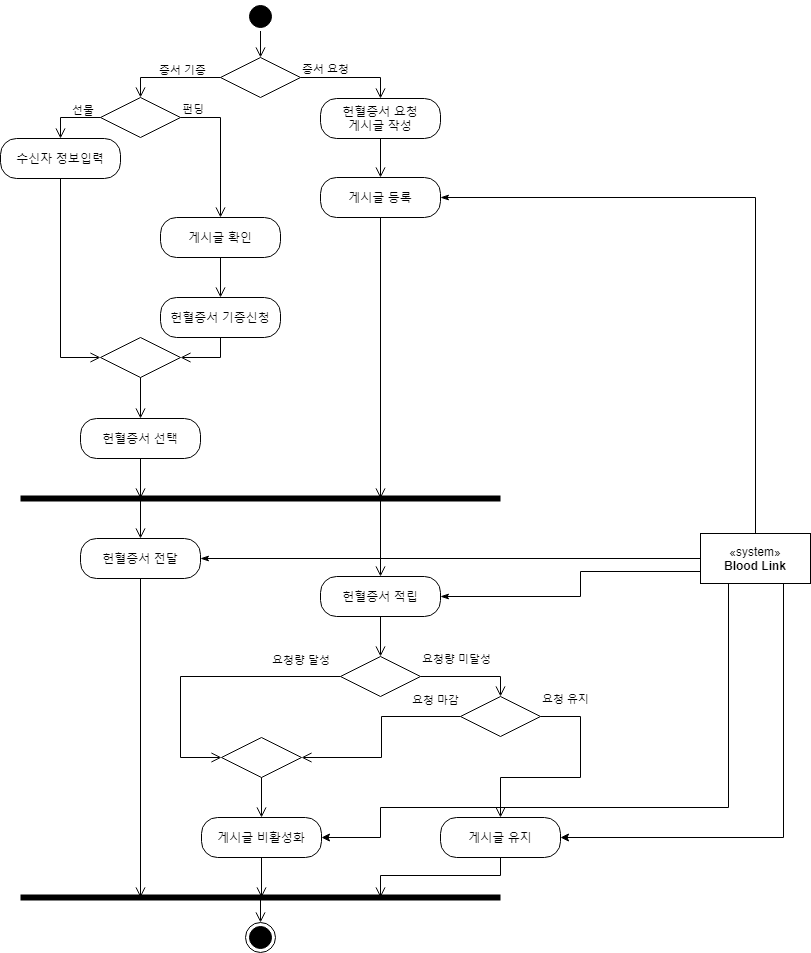 증서 기증
증서 요청
선물
펀딩
헌혈증서 요청
게시글 작성
수신자 정보입력
게시글 등록
게시글 확인
헌혈증서 기증신청
헌혈증서 선택
헌혈증서 전달
«system»
Blood Link
헌혈증서 적립
요청량 달성
요청량 미달성
요청 마감
요청 유지
게시글 비활성화
게시글 유지